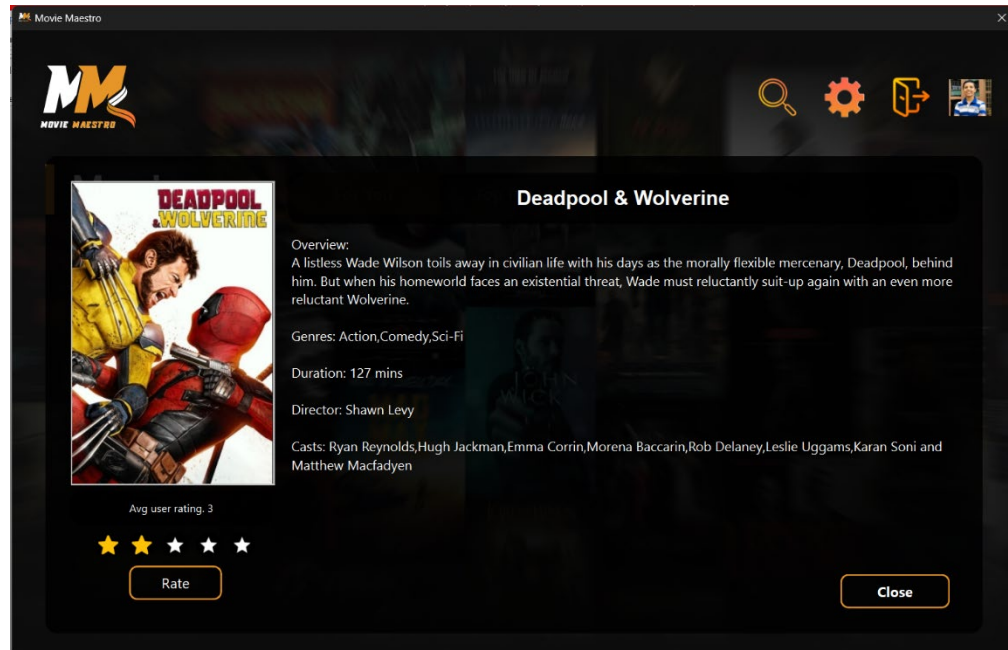 Movie Maestro
MM
MOVIE MAESTRO
DEADPOOL
& WOLVERINE
Deadpool & Wolverine
Overview:
A listless Wade Wilson toils away in civilian life with his days as the morally flexible mercenary, Deadpool, behind
him. But when his homeworld faces an existential threat, Wade must reluctantly suit-up again with an even more
reluctant Wolverine.
Genres: Action,Comedy,Sci-Fi
Duration: 127 mins
Director: Shawn Levy
Casts: Ryan Reynolds,Hugh Jackman,Emma Corrin,Morena Baccarin,Rob Delaney,Leslie Uggams,Karan Soni and
Matthew Macfadyen
JOHN
WICK
Avg user rating. 3
Rate
Close